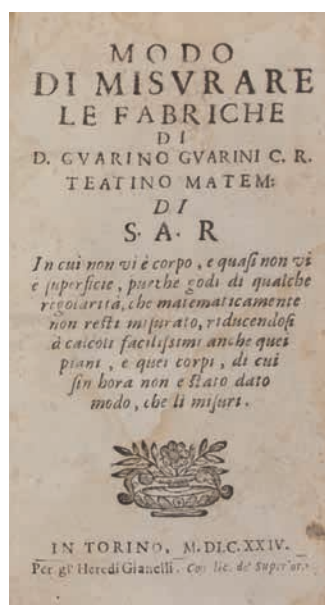 MODO
DI MISVRARE
LE FABRICHE
DI
D. GVARINO GVARINI C. R.
TEATINO MATEM:
DI
S. A. R
In cui non vi è corpo, e quasi non vi
e superficie, purche godi di qualche
regolarità, che matematicamente
non resti misurato, riducendosi
à calcoli facilissimi anche quei
piani, e quei corpi, di cui
sin hora non e stato dato
modo, che li misuri.
IN TORINO, M.DLC.XXIV.
Per gl' Heredi Gianelli. Con lic. de' Superiori